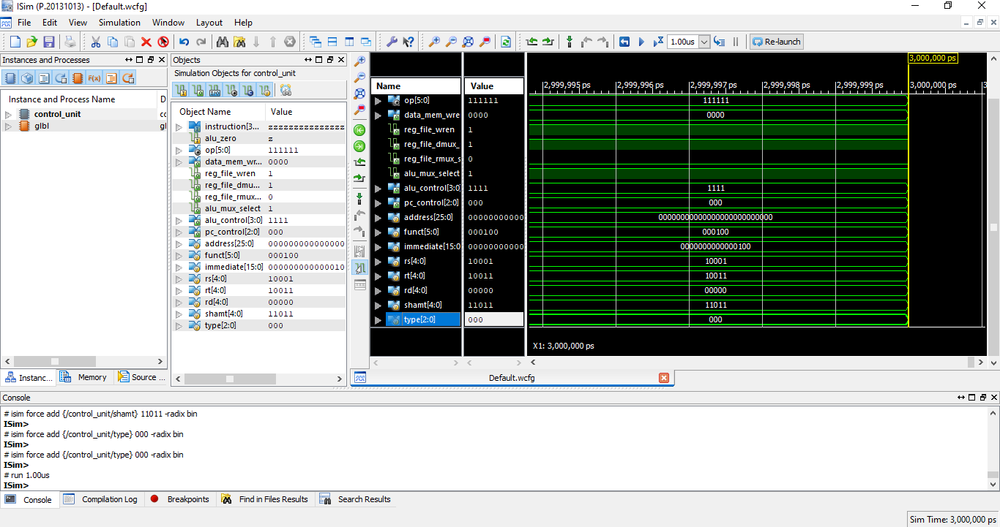 ISim (P.20131013) - [Default.wcfg]
File Edit View Simulation Window Layout Help
1.00us Re-launch
Instances and Processes
Instance and Process Name D
control_unit cc
glbl gl
Instanc... Memory Source ...
Objects
Simulation Objects for control_unit
Object Name Value
instruction[3... zzzzzzzzzzzzzzz
alu_zero z
op[5:0] 111111
data_mem_wr... 0000
reg_file_wren 1
reg_file_dmu... 1
reg_file_rmux... 0
alu_mux_select 1
alu_control[3:0] 1111
pc_control[2:0] 000
address[25:0] 000000000000000
funct[5:0] 000100
immediate[15:0] 000000000000010
rs[4:0] 10001
rt[4:0] 10011
rd[4:0] 00000
shamt[4:0] 11011
type[2:0] 000
3,000,000 ps
Name Value 2,999,995 ps 2,999,996 ps 2,999,997 ps 2,999,998 ps 2,999,999 ps 3,000,000 ps 3
op[5:0] 111111 111111
data_mem_wre 0000 0000
reg_file_wren 1
reg_file_dmux_ 1
reg_file_rmux_s 0
alu_mux_select 1
alu_control[3:0] 1111 1111
pc_control[2:0] 000 000
address[25:0] 00000000000 00000000000000000000000000
funct[5:0] 000100 000100
immediate[15:0 00000000000 0000000000000100
rs[4:0] 10001 10001
rt[4:0] 10011 10011
rd[4:0] 00000 00000
shamt[4:0] 11011 11011
type[2:0] 000 000
X1: 3,000,000 ps
Default.wcfg
Console
# isim force add {/control_unit/shamt} 11011 -radix bin
ISim>
# isim force add {/control_unit/type} 000 -radix bin
ISim>
# isim force add {/control_unit/type} 000 -radix bin
ISim>
# run 1.00us
ISim>
Console Compilation Log Breakpoints Find in Files Results Search Results
Sim Time: 3,000,000 ps